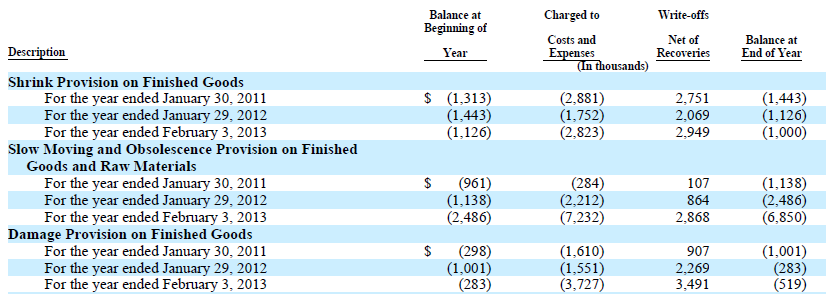 Balance at Beginning of Charged to Write-offs
Costs and Net of Balance at
Description Year Expenses Recoveries End of Year
(In thousands)
Shrink Provision on Finished Goods
For the year ended January 30, 2011 $ (1,313) (2,881) 2,751 (1,443)
For the year ended January 29, 2012 (1,443) (1,752) 2,069 (1,126)
For the year ended February 3, 2013 (1,126) (2,823) 2,949 (1,000)
Slow Moving and Obsolescence Provision on Finished
Goods and Raw Materials
For the year ended January 30, 2011 $ (961) (284) 107 (1,138)
For the year ended January 29, 2012 (1,138) (2,212) 864 (2,486)
For the year ended February 3, 2013 (2,486) (7,232) 2,868 (6,850)
Damage Provision on Finished Goods
For the year ended January 30, 2011 $ (298) (1,610) 907 (1,001)
For the year ended January 29, 2012 (1,001) (1,551) 2,269 (283)
For the year ended February 3, 2013 (283) (3,727) 3,491 (519)